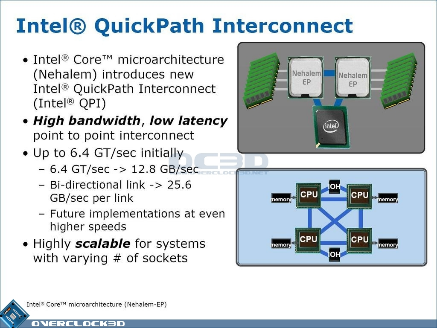 Intel® QuickPath Interconnect
• Intel® Core™ microarchitecture
(Nehalem) introduces new
Intel® QuickPath Interconnect
(Intel® QPI)
• High bandwidth, low latency
point to point interconnect
• Up to 6.4 GT/sec initially
– 6.4 GT/sec -> 12.8 GB/sec
– Bi-directional link -> 25.6
GB/sec per link
– Future implementations at even
higher speeds
• Highly scalable for systems
with varying # of sockets
Nehalem
EP
Nehalem
EP
intel
IOH
memory
CPU
CPU
memory
memory
CPU
CPU
memory
IOH
Intel® Core™ microarchitecture (Nehalem-EP)
OVERCLOCK3D